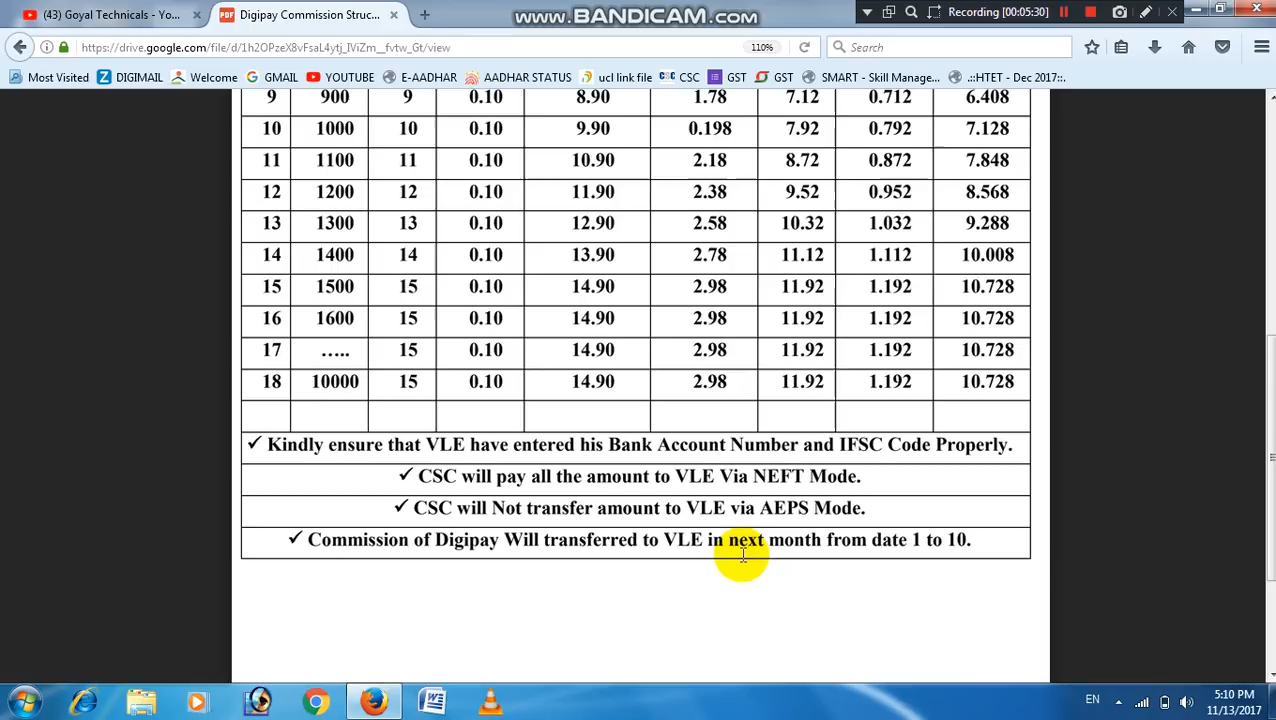 (43) Goyal Technicals - Yo...
Digipay Commission Struc...
www.BANDICAM.com
Recording [00:05:30]
https://drive.google.com/file/d/1h2OPzeX8vFsaL4ytj_IViZm__fvtw_Gt/view
110%
Search
Most Visited DIGIMAIL Welcome GMAIL YOUTUBE E-AADHAR AADHAR STATUS ucl link file CSC GST GST SMART - Skill Manage... .::HTET - Dec 2017::.
9 900 9 0.10 8.90 1.78 7.12 0.712 6.408
10 1000 10 0.10 9.90 0.198 7.92 0.792 7.128
11 1100 11 0.10 10.90 2.18 8.72 0.872 7.848
12 1200 12 0.10 11.90 2.38 9.52 0.952 8.568
13 1300 13 0.10 12.90 2.58 10.32 1.032 9.288
14 1400 14 0.10 13.90 2.78 11.12 1.112 10.008
15 1500 15 0.10 14.90 2.98 11.92 1.192 10.728
16 1600 15 0.10 14.90 2.98 11.92 1.192 10.728
17 ….. 15 0.10 14.90 2.98 11.92 1.192 10.728
18 10000 15 0.10 14.90 2.98 11.92 1.192 10.728
✓ Kindly ensure that VLE have entered his Bank Account Number and IFSC Code Properly.
✓ CSC will pay all the amount to VLE Via NEFT Mode.
✓ CSC will Not transfer amount to VLE via AEPS Mode.
✓ Commission of Digipay Will transferred to VLE in next month from date 1 to 10.
EN
5:10 PM
11/13/2017